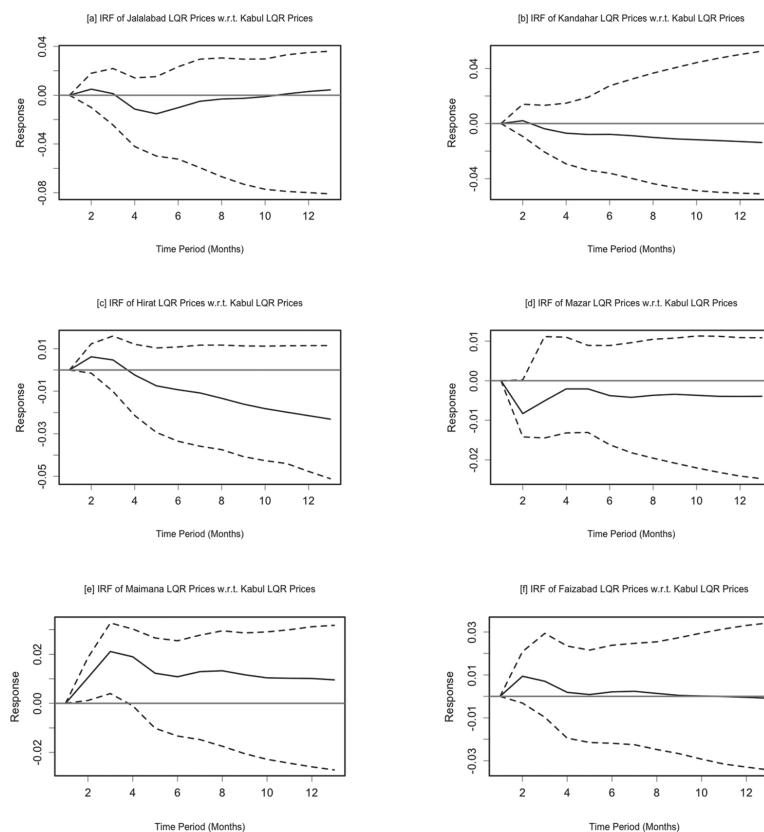 [a] IRF of Jalalabad LQR Prices w.r.t. Kabul LQR Prices
0.04
0.00
-0.04
-0.08
Response
2 4 6 8 10 12
Time Period (Months)
[b] IRF of Kandahar LQR Prices w.r.t. Kabul LQR Prices
0.04
0.00
-0.04
Response
2 4 6 8 10 12
Time Period (Months)
[c] IRF of Hirat LQR Prices w.r.t. Kabul LQR Prices
0.01
-0.01
-0.03
-0.05
Response
2 4 6 8 10 12
Time Period (Months)
[d] IRF of Mazar LQR Prices w.r.t. Kabul LQR Prices
0.01
0.00
-0.01
-0.02
Response
2 4 6 8 10 12
Time Period (Months)
[e] IRF of Maimana LQR Prices w.r.t. Kabul LQR Prices
0.02
0.00
-0.02
Response
2 4 6 8 10 12
Time Period (Months)
[f] IRF of Faizabad LQR Prices w.r.t. Kabul LQR Prices
0.03
0.01
-0.01
-0.03
Response
2 4 6 8 10 12
Time Period (Months)